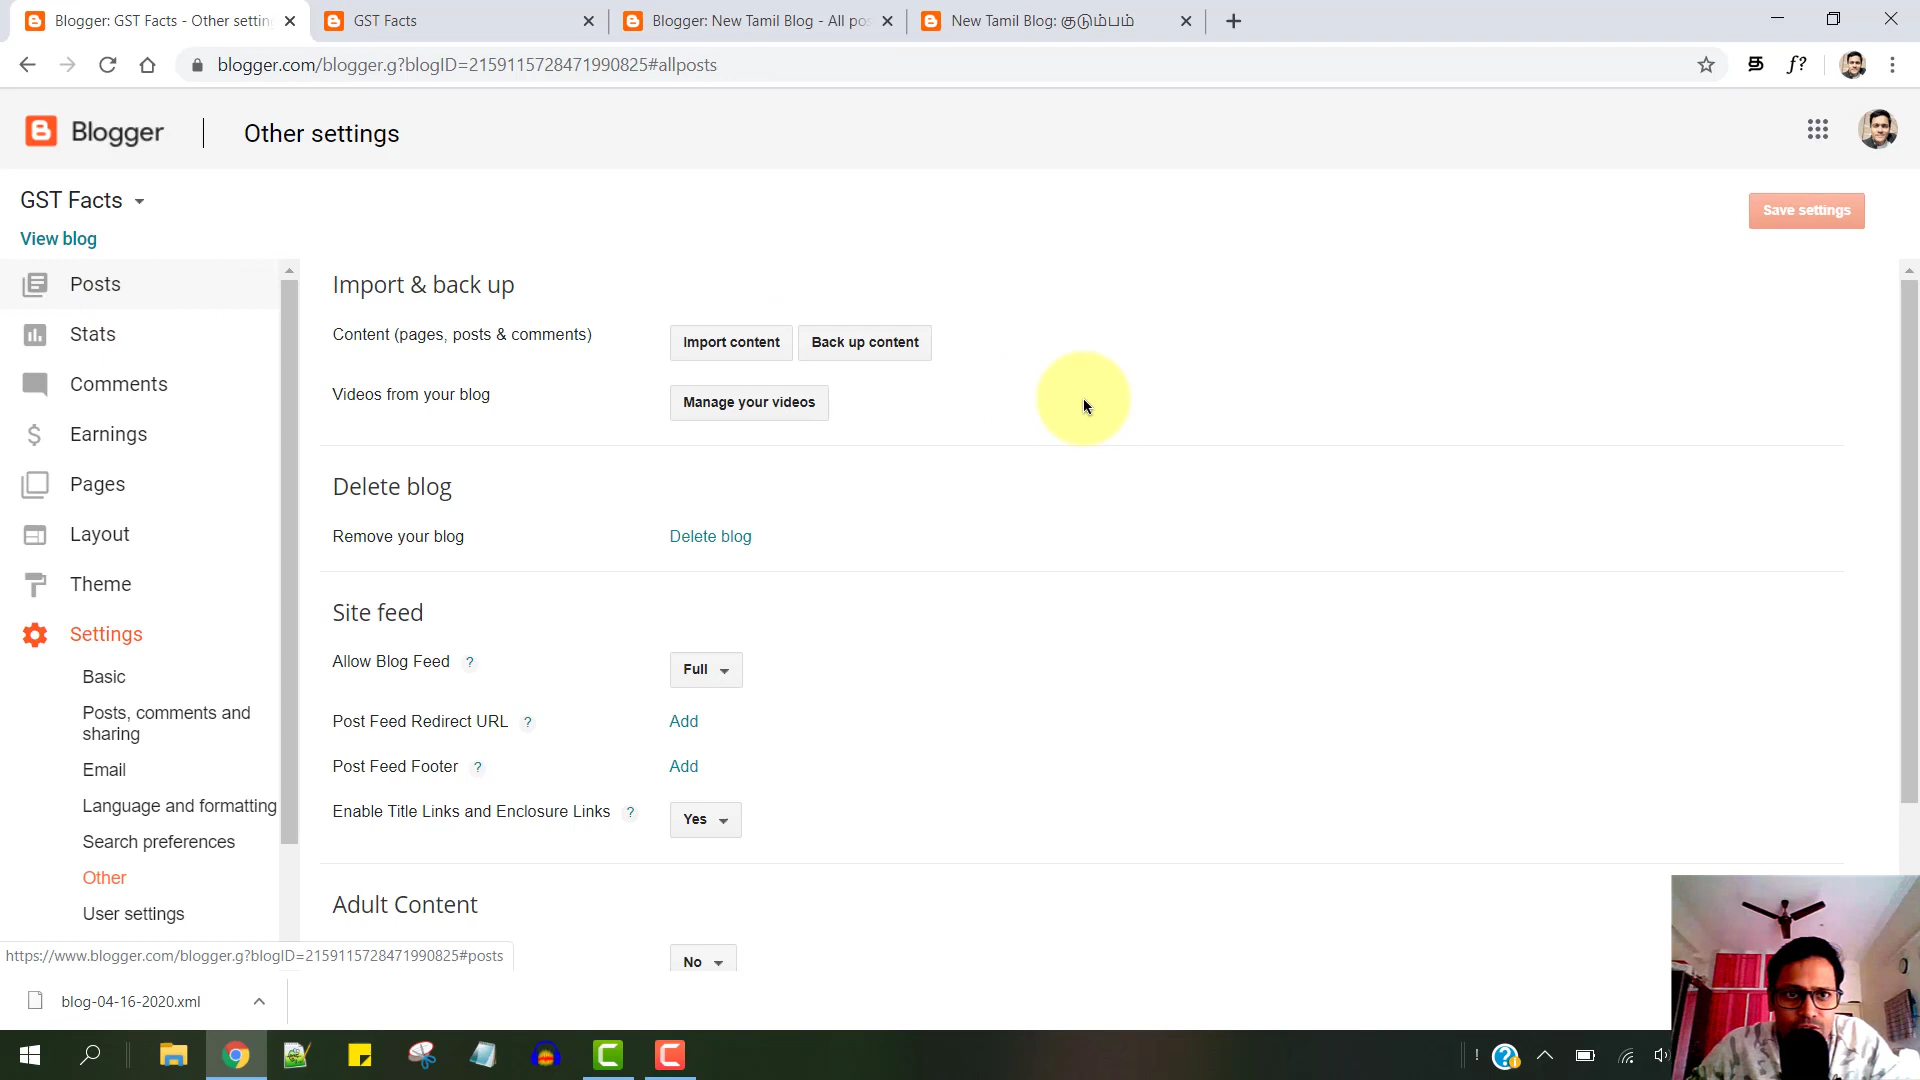 Blogger: GST Facts - Other settin
GST Facts
Blogger: New Tamil Blog - All pos
New Tamil Blog: குடும்பம்
blogger.com/blogger.g?blogID=2159115728471990825#allposts
Blogger
Other settings
GST Facts
Save settings
View blog
Posts
Stats
Comments
Earnings
Pages
Layout
Theme
Settings
Basic
Posts, comments and
sharing
Email
Language and formatting
Search preferences
Other
User settings
Import & back up
Content (pages, posts & comments)
Import content
Back up content
Videos from your blog
Manage your videos
Delete blog
Remove your blog
Delete blog
Site feed
Allow Blog Feed ?
Full
Post Feed Redirect URL ?
Add
Post Feed Footer ?
Add
Enable Title Links and Enclosure Links ?
Yes
Adult Content
No
https://www.blogger.com/blogger.g?blogID=2159115728471990825#posts
blog-04-16-2020.xml